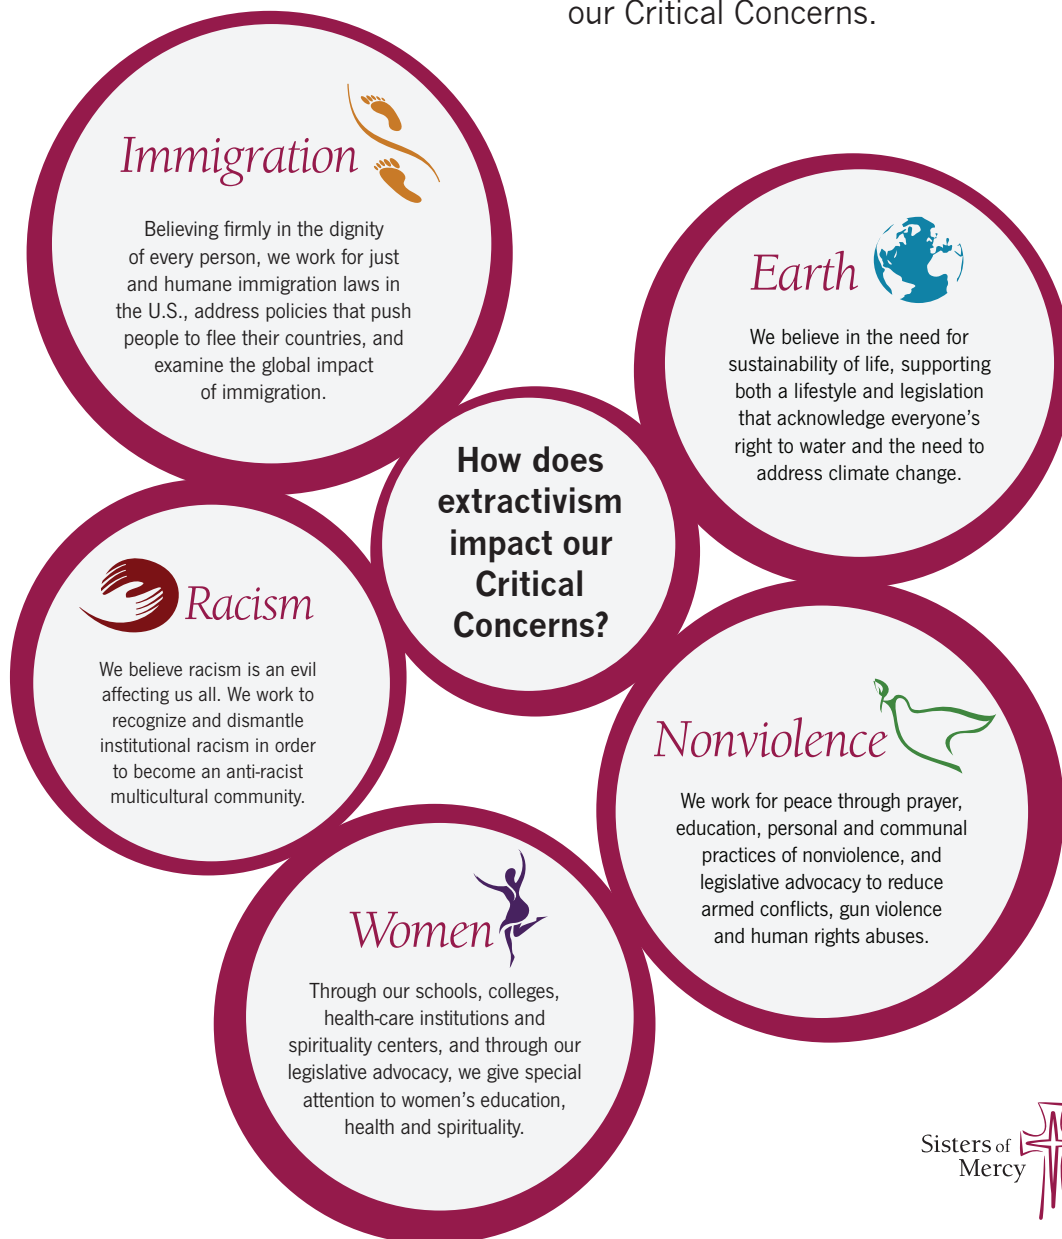 our Critical Concerns.
Immigration
Believing firmly in the dignity
of every person, we work for just
and humane immigration laws in
the U.S., address policies that push
people to flee their countries, and
examine the global impact
of immigration.
Earth
We believe in the need for
sustainability of life, supporting
both a lifestyle and legislation
that acknowledge everyone’s
right to water and the need to
address climate change.
How does
extractivism
impact our
Critical
Concerns?
Racism
We believe racism is an evil
affecting us all. We work to
recognize and dismantle
institutional racism in order
to become an anti-racist
multicultural community.
Nonviolence
We work for peace through prayer,
education, personal and communal
practices of nonviolence, and
legislative advocacy to reduce
armed conflicts, gun violence
and human rights abuses.
Women
Through our schools, colleges,
health-care institutions and
spirituality centers, and through our
legislative advocacy, we give special
attention to women’s education,
health and spirituality.
Sisters of
Mercy